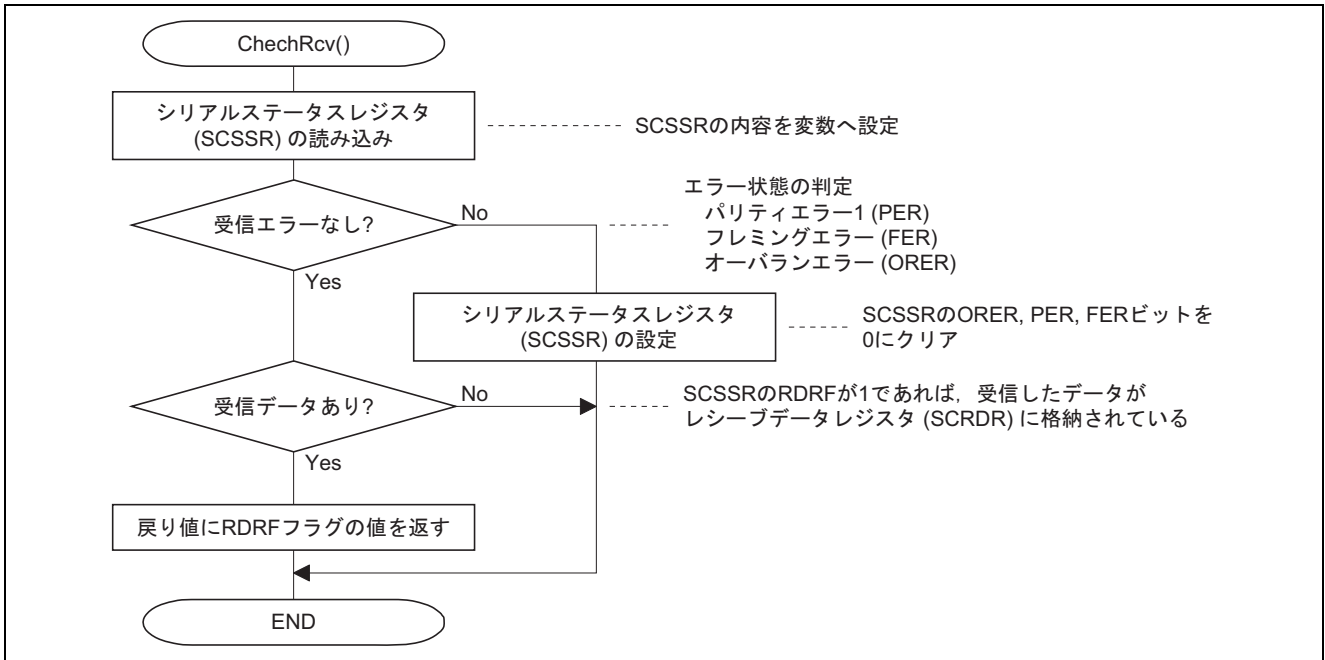 ChechRcv()
シリアルステータスレジスタ
(SCSSR) の読み込み
SCSSRの内容を変数へ設定
受信エラーなし?
No
エラー状態の判定
パリティエラー1 (PER)
フレミングエラー (FER)
オーバランエラー (ORER)
Yes
シリアルステータスレジスタ
(SCSSR) の設定
SCSSRのORER, PER, FERビットを
0にクリア
受信データあり?
No
SCSSRのRDRFが1であれば，受信したデータが
レシーブデータレジスタ (SCRDR) に格納されている
Yes
戻り値にRDRFフラグの値を返す
END